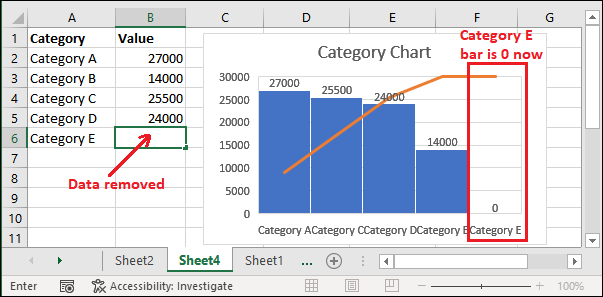 A B C D E F G
1 Category Value
2 Category A 27000
3 Category B 14000
4 Category C 25500
5 Category D 24000
6 Category E
7
8
9
10
11
Data removed
Category E
bar is 0 now
Category Chart
30000
25000
20000
15000
10000
5000
0
27000 25500 24000 14000 0
Category A Category C Category D Category B Category E
Sheet2 Sheet4 Sheet1 ...
Enter Accessibility: Investigate 100%